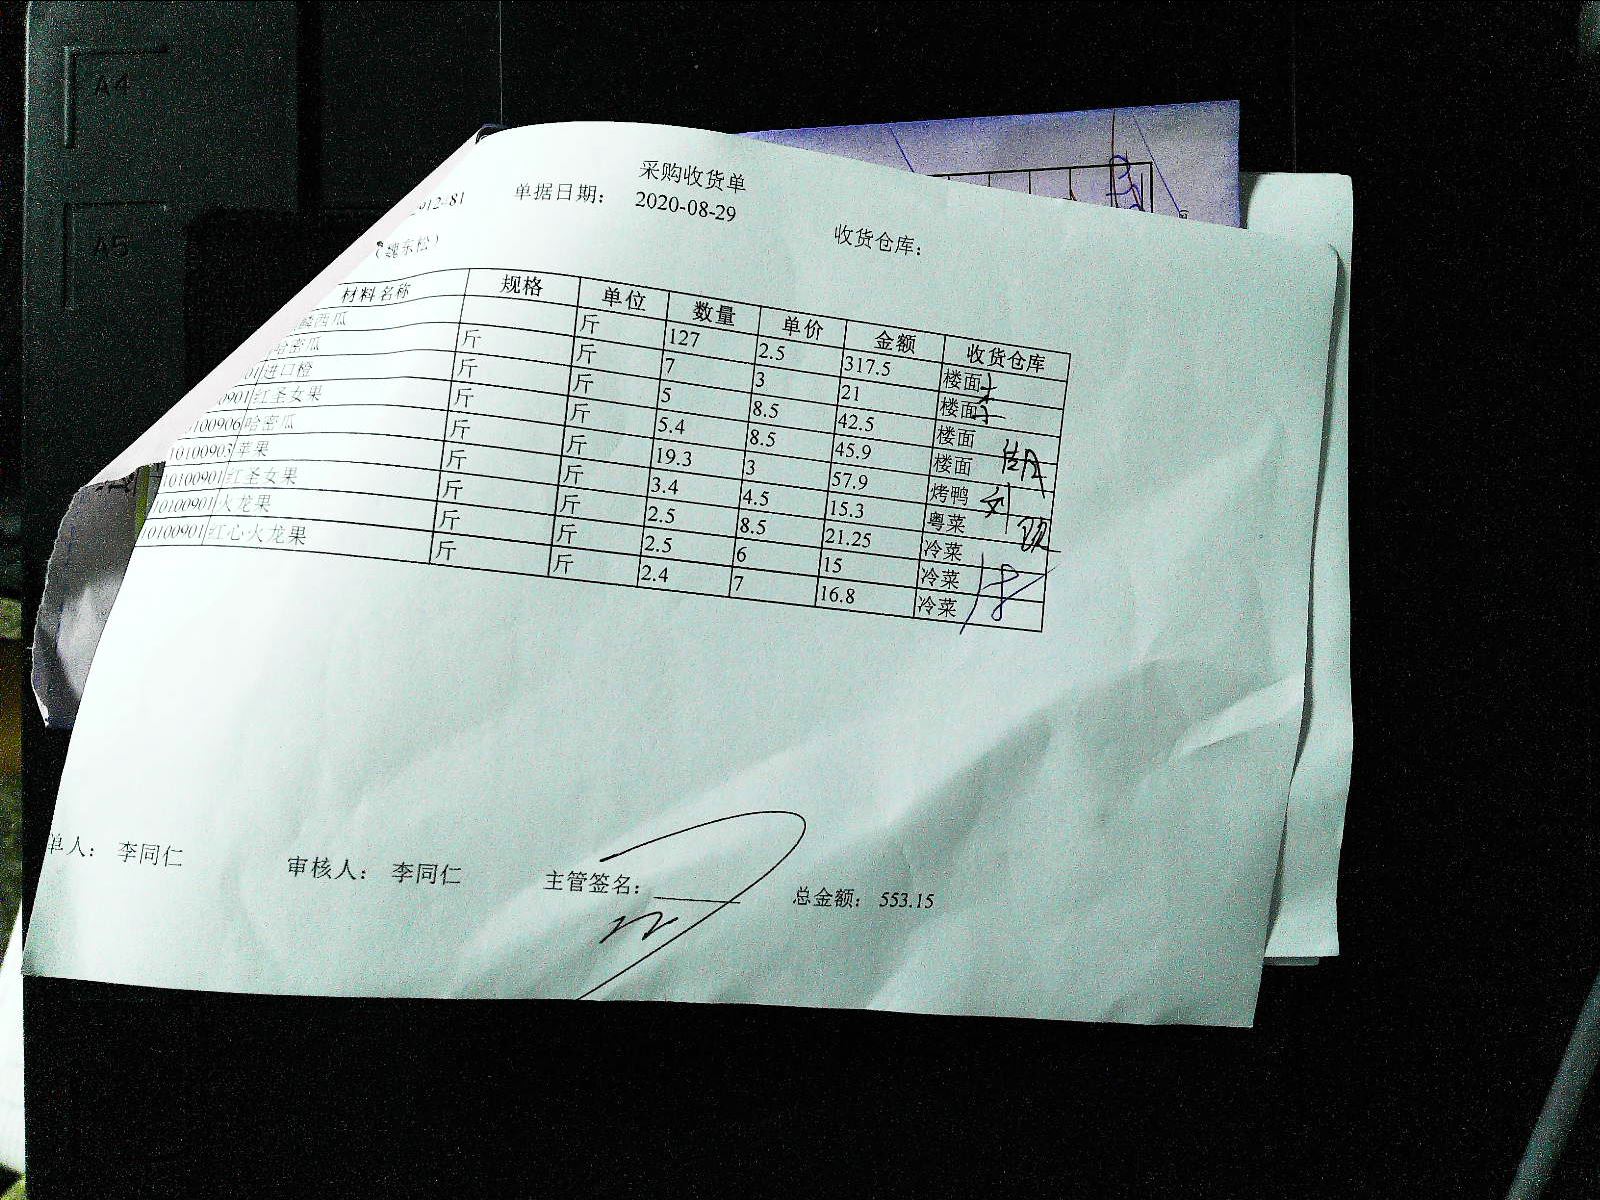 A4
A5
采购收货单
单据日期： 2020-08-29
收货仓库：
魏东松）
材料名称 规格 单位 数量 单价 金额 收货仓库
西瓜 斤 127 2.5 317.5 楼面
哈密瓜 斤 斤 7 3 21 楼面
01 进口橙 斤 斤 5 8.5 42.5 楼面
0901 红圣女果 斤 斤 5.4 8.5 45.9 楼面
100906 哈密瓜 斤 斤 19.3 3 57.9 烤鸭
10100903 苹果 斤 斤 3.4 4.5 15.3 粤菜
10100901 红圣女果 斤 斤 2.5 8.5 21.25 冷菜
10100901 火龙果 斤 斤 2.5 6 15 冷菜
10100901 红心火龙果 斤 斤 2.4 7 16.8 冷菜
单人： 李同仁 审核人： 李同仁 主管签名： 总金额： 553.15